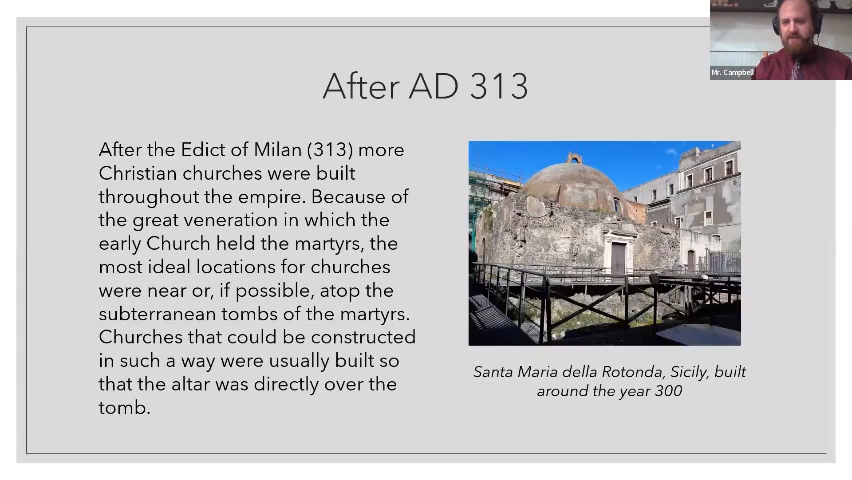 Mr. Campbell
After AD 313
After the Edict of Milan (313) more
Christian churches were built
throughout the empire. Because of
the great veneration in which the
early Church held the martyrs, the
most ideal locations for churches
were near or, if possible, atop the
subterranean tombs of the martyrs.
Churches that could be constructed
in such a way were usually built so
that the altar was directly over the
tomb.
Santa Maria della Rotonda, Sicily, built
around the year 300